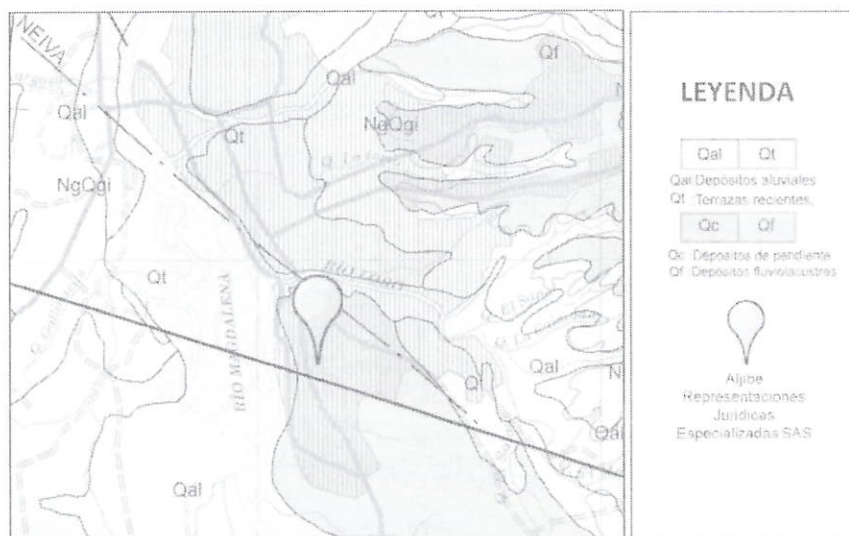 NEIVA
Qal
NgQgi
Qt
Qal
Qf
Qt
NgQgi
Qt
RÍO MAGDALENA
Qal
Qal
LEYENDA
Qal Qt
Qal Depósitos aluviales
Qt : Terrazas recientes.
Qc Qf
Qc : Depósitos de pendiente
Qf Depósitos fluviolacustres
Aljibe
Representaciones
Jurídicas
Especializadas SAS